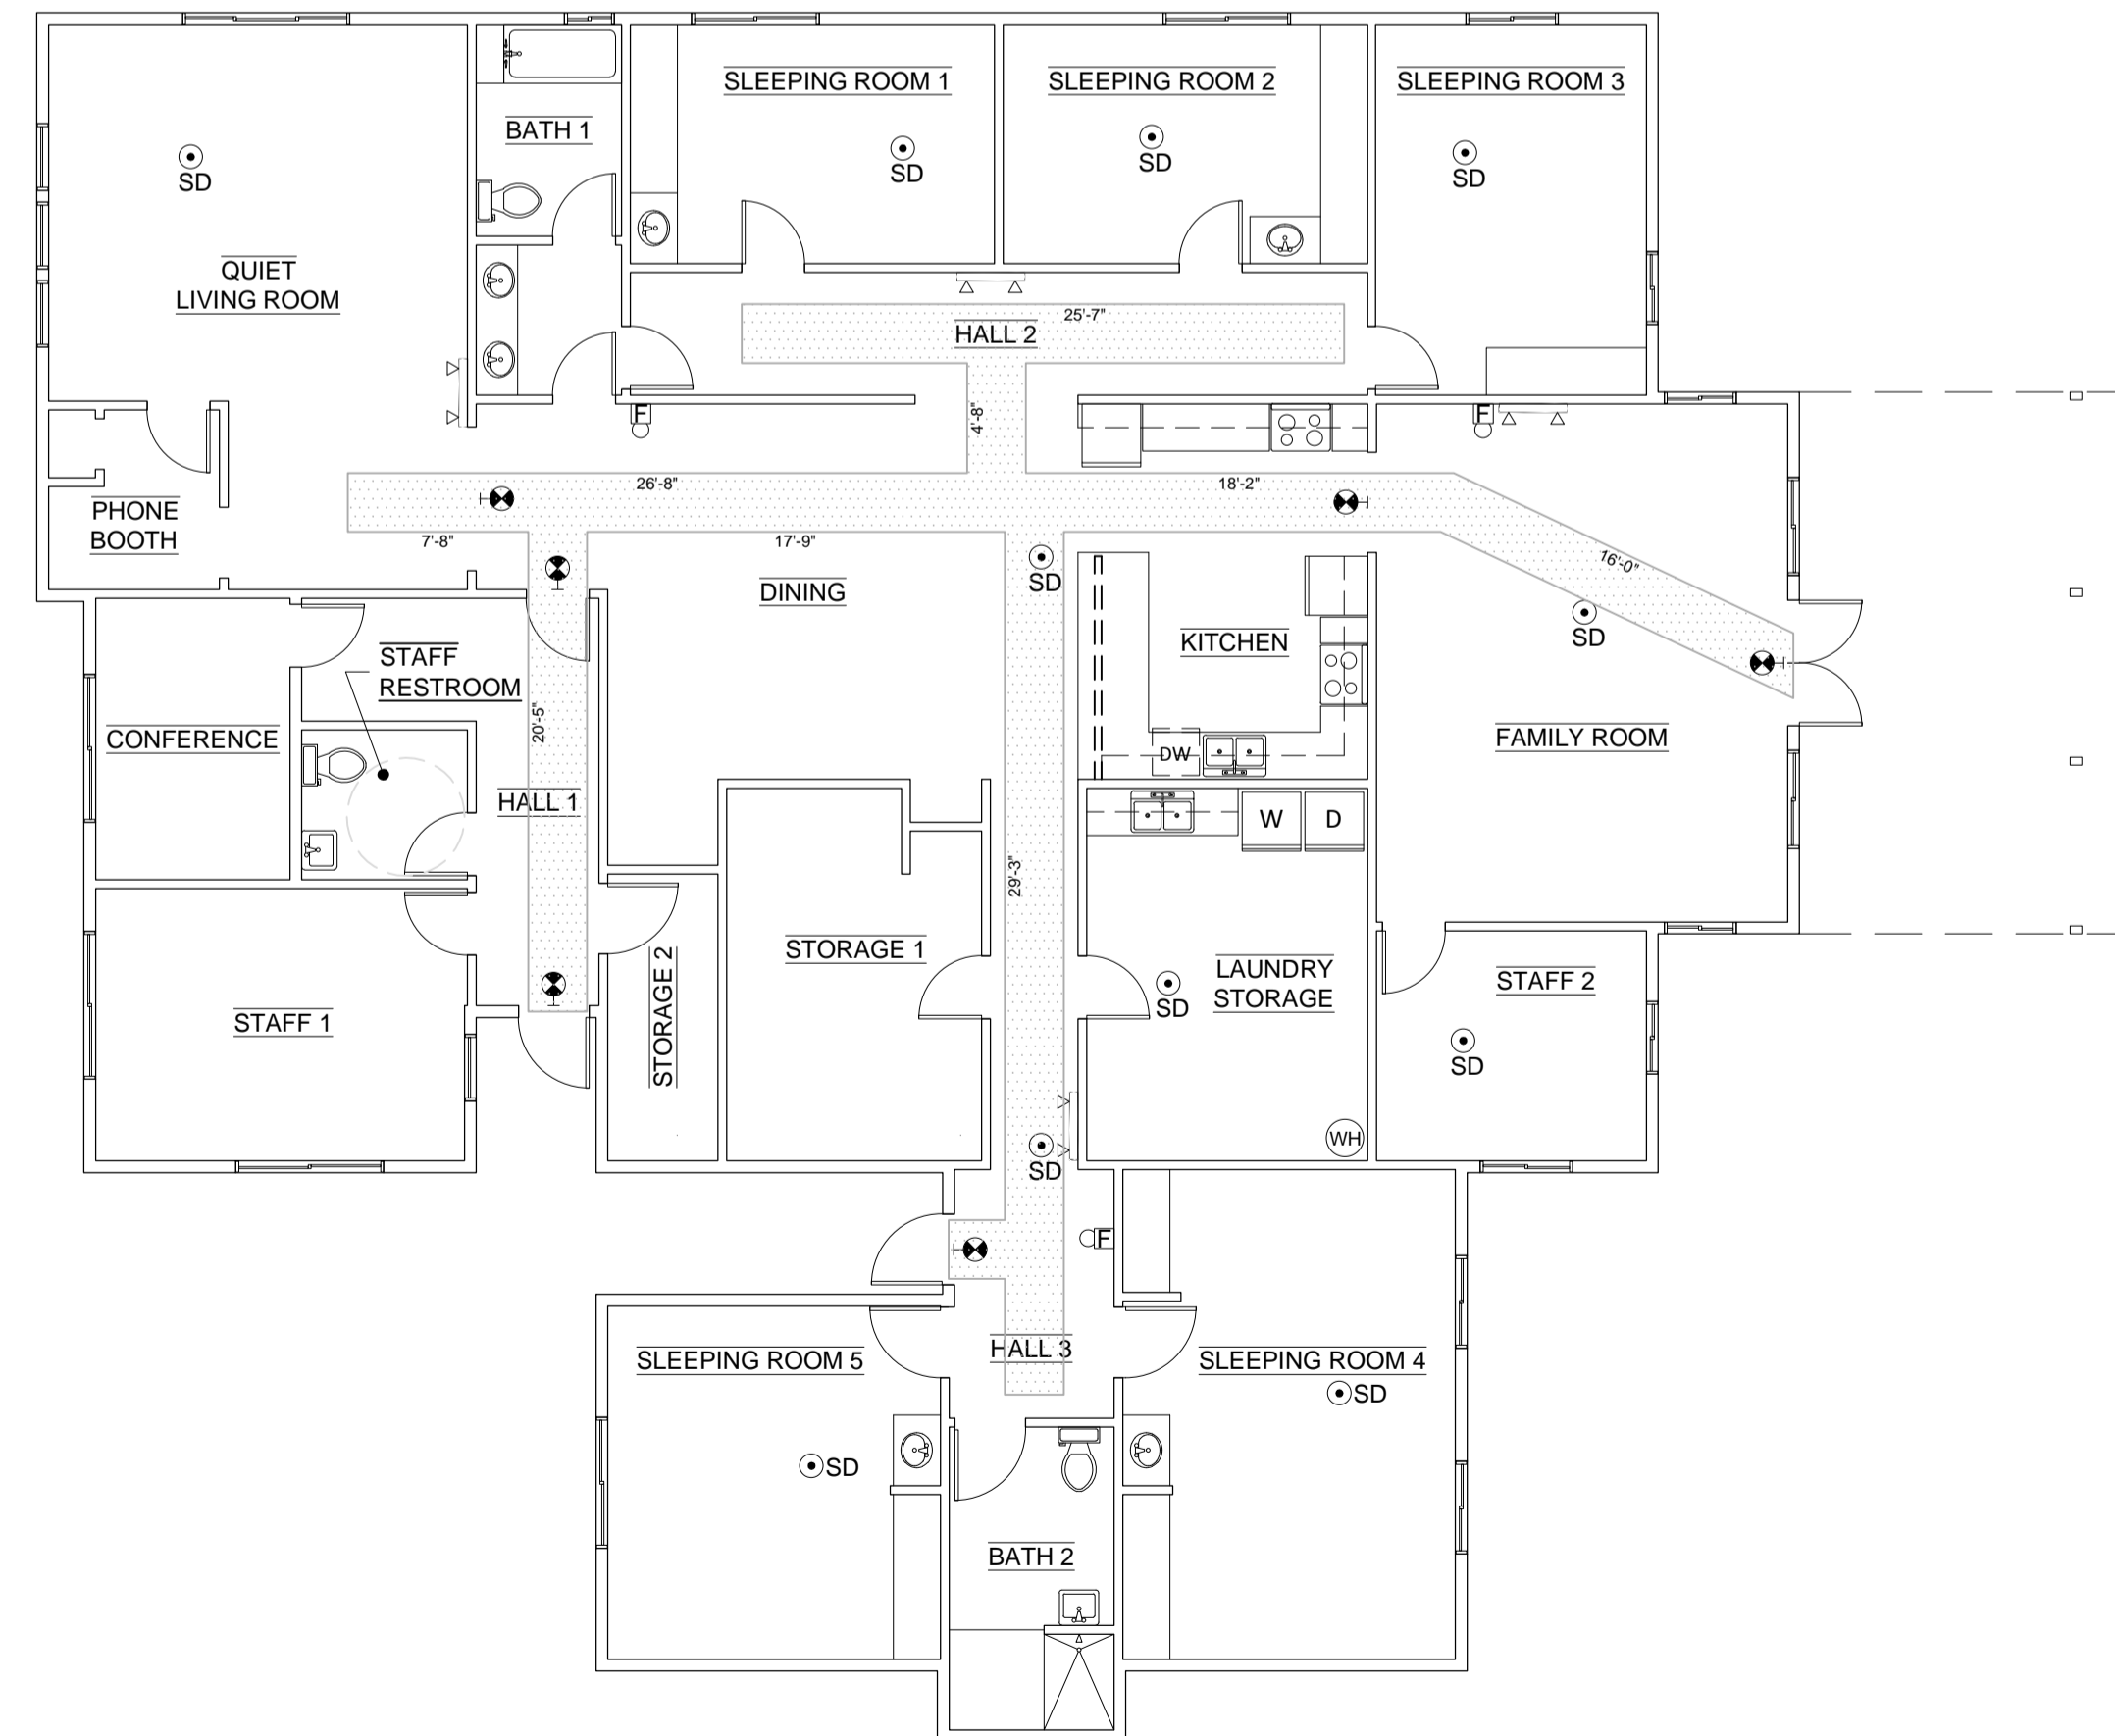 SLEEPING ROOM 1
SLEEPING ROOM 2
SLEEPING ROOM 3
BATH 1
SD
SD
SD
SD
QUIET
LIVING ROOM
25'-7"
HALL 2
F
4'-8"
F
26'-8"
18'-2"
PHONE
BOOTH
7'-8"
17'-9"
16'-0"
SD
DINING
SD
KITCHEN
STAFF
RESTROOM
20'-5"
CONFERENCE
FAMILY ROOM
DW
HALL 1
W
D
29'-3"
STORAGE 1
LAUNDRY
STORAGE
SD
STAFF 2
STAFF 1
STORAGE 2
SD
WH
SD
F
HALL 3
SLEEPING ROOM 5
SLEEPING ROOM 4
SD
SD
BATH 2